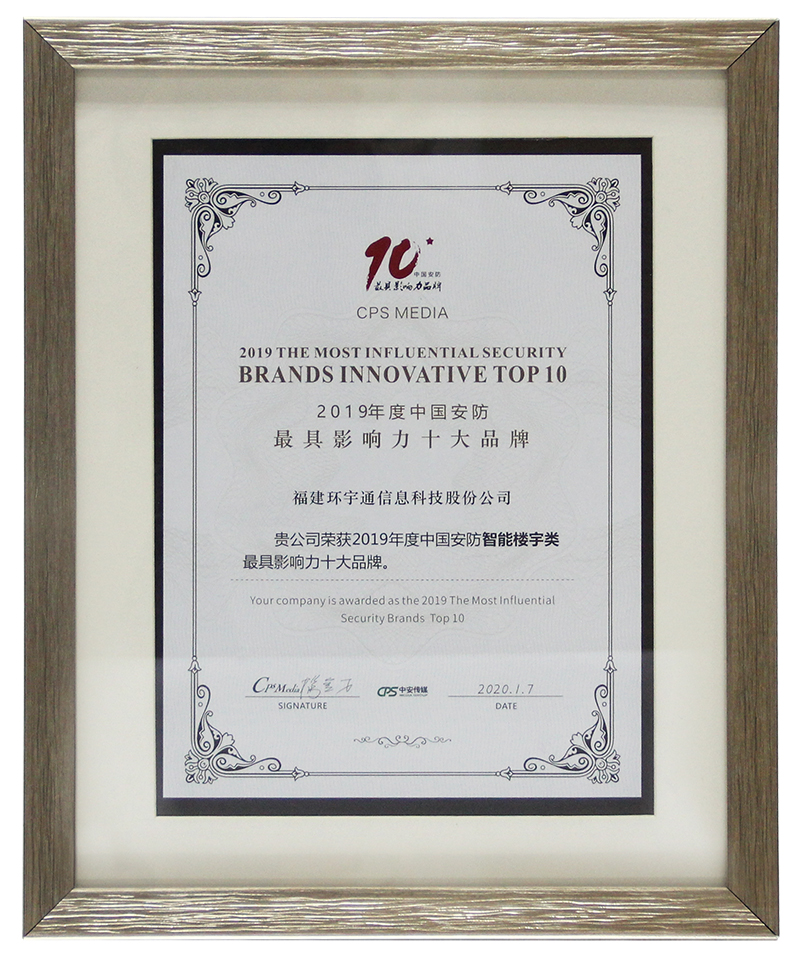 10
中国安防
最具影响力品牌
CPS MEDIA
2019 THE MOST INFLUENTIAL SECURITY
BRANDS INNOVATIVE TOP 10
2019年度中国安防
最具影响力十大品牌
福建环宇通信息科技股份公司
贵公司荣获2019年度中国安防智能楼宇类
最具影响力十大品牌。
Your company is awarded as the 2019 The Most Influential
Security Brands Top 10
CPSMedia
CPS 中安传媒
2020.1.7
SIGNATURE
DATE